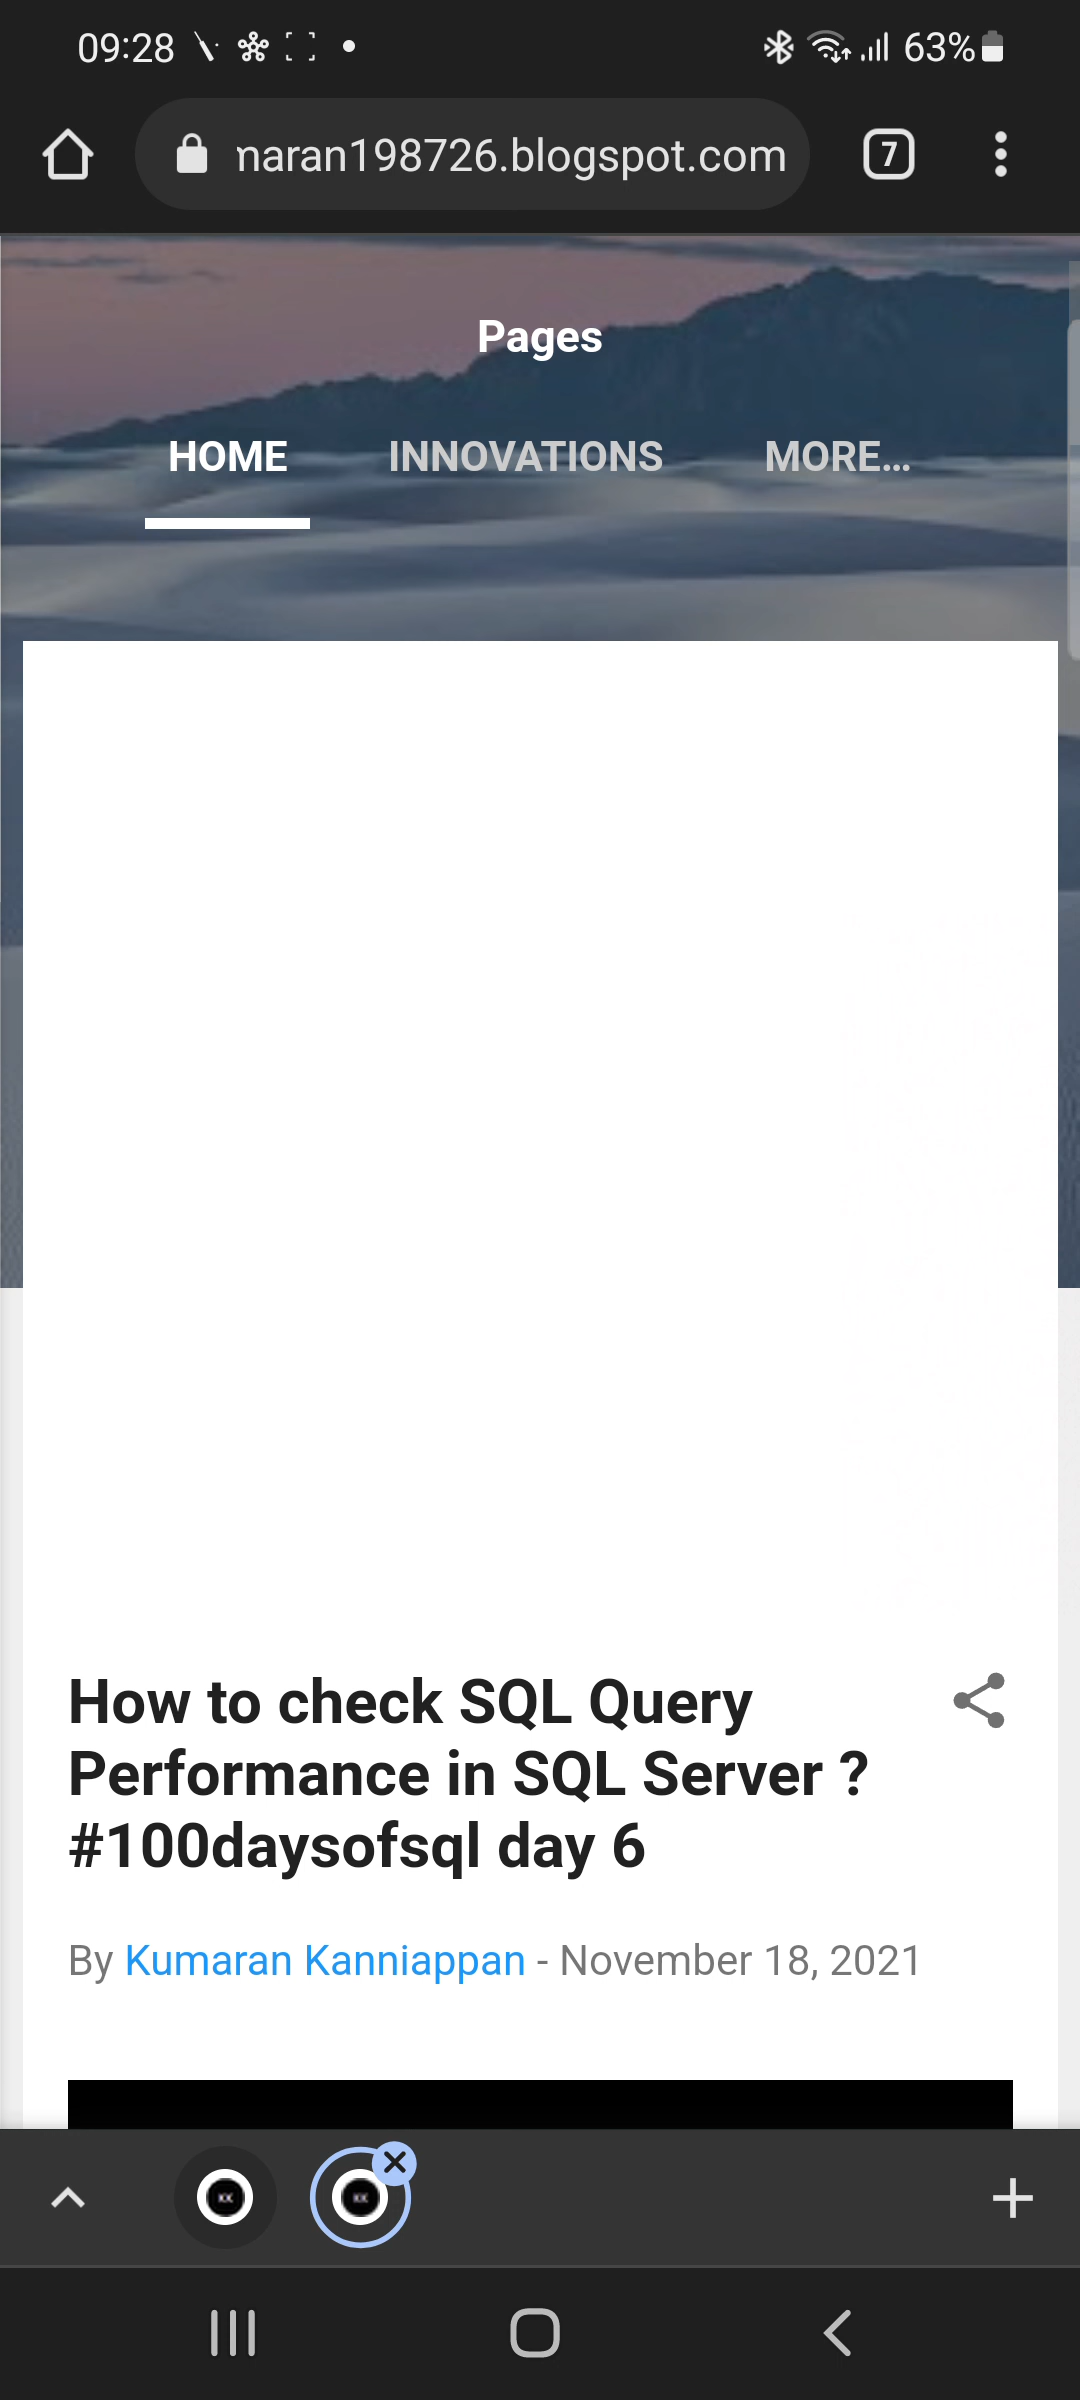 09:28
63%
naran198726.blogspot.com
7
Pages
HOME INNOVATIONS MORE...
How to check SQL Query
Performance in SQL Server ?
#100daysofsql day 6
By Kumaran Kanniappan - November 18, 2021